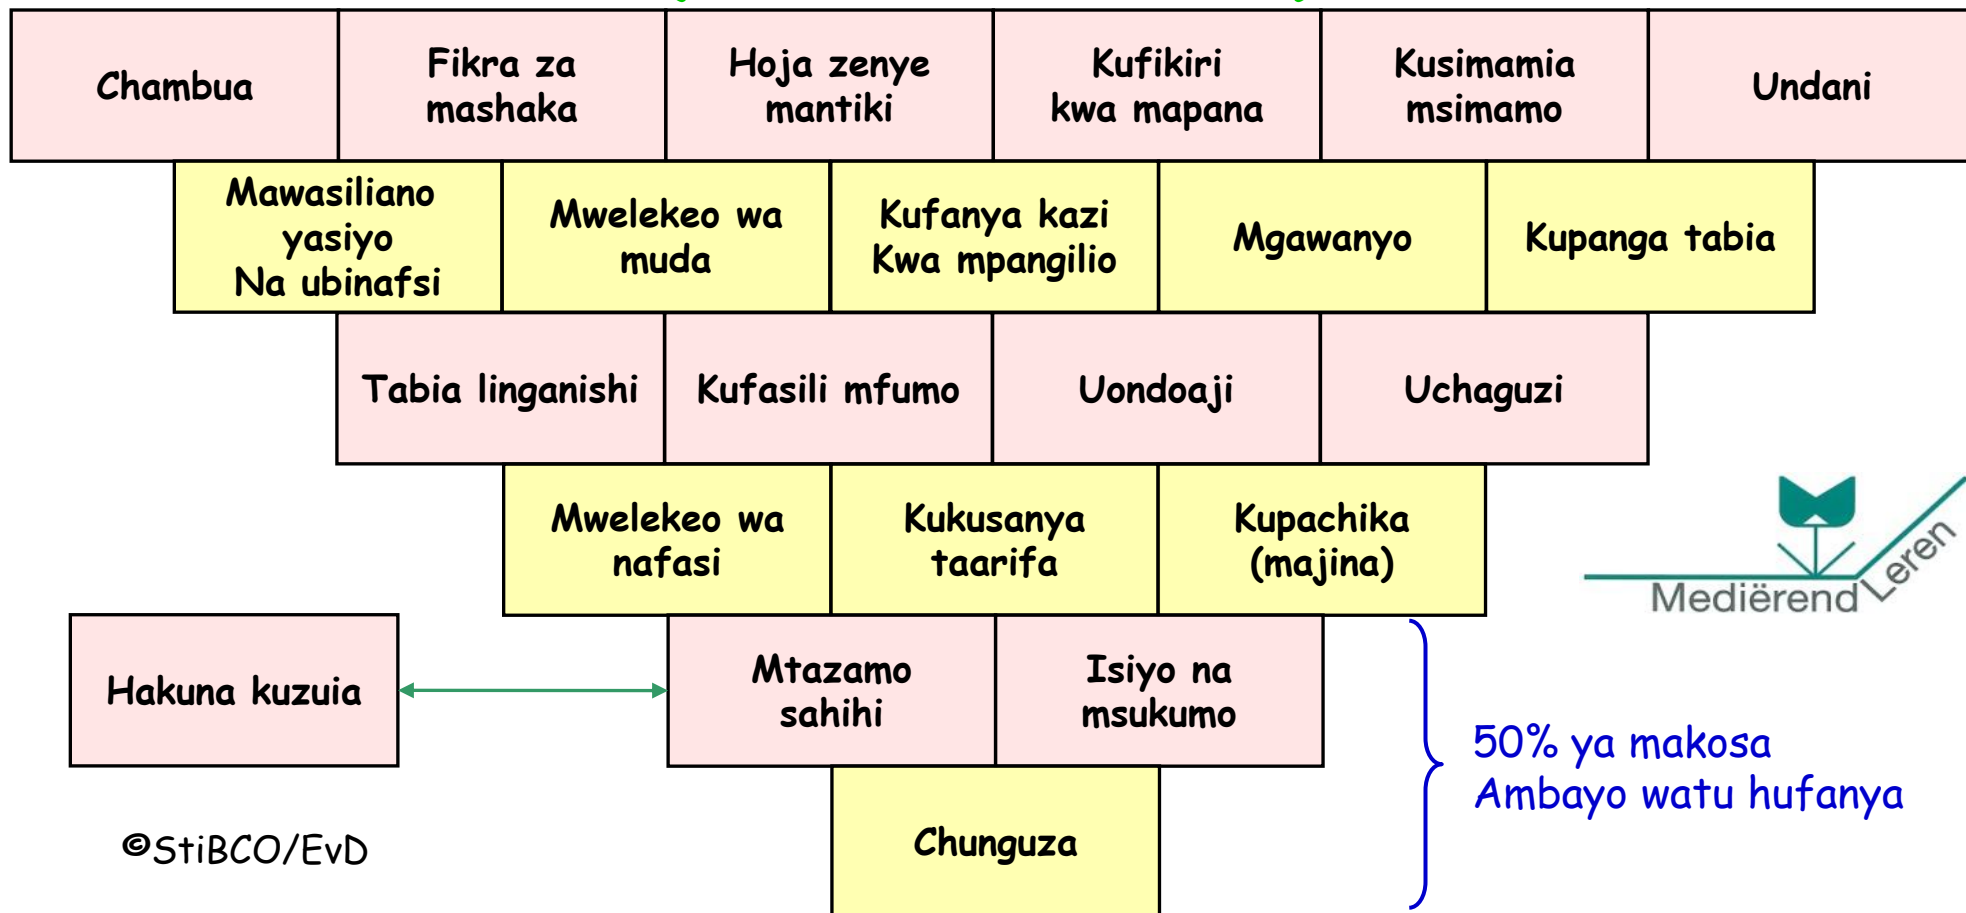 Chambua
Fikra za
mashaka
Hoja zenye
mantiki
Kufikiri
kwa mapana
Kusimamia
msimamo
Undani
Mawasiliano
yasiyo
Na ubinafsi
Mwelekeo wa
muda
Kufanya kazi
Kwa mpangilio
Mgawanyo
Kupanga tabia
Tabia linganishi
Kufasili mfumo
Uondoaji
Uchaguzi
Mwelekeo wa
nafasi
Kukusanya
taarifa
Kupachika
(majina)
Mediërend Leren
Hakuna kuzuia
Mtazamo
sahihi
Isiyo na
msukumo
50% ya makosa
Ambayo watu hufanya
Chunguza
©StiBCO/EvD